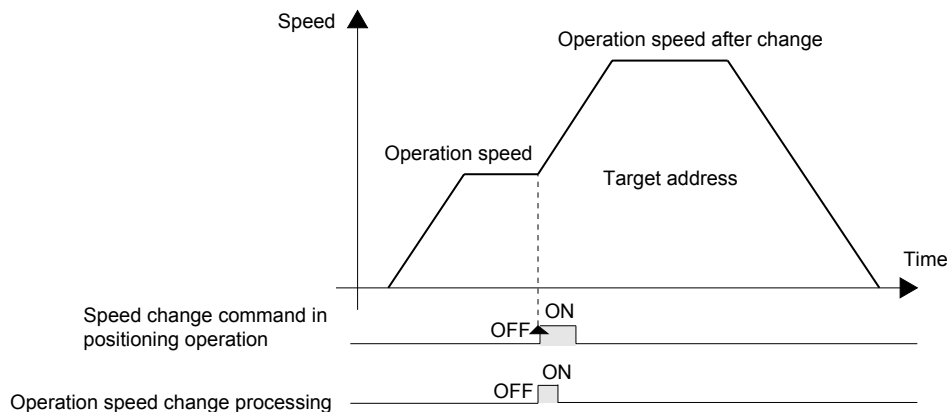 Speed
Operation speed after change
Operation speed
Target address
Time
Speed change command in
positioning operation
OFF
ON
Operation speed change processing
OFF
ON